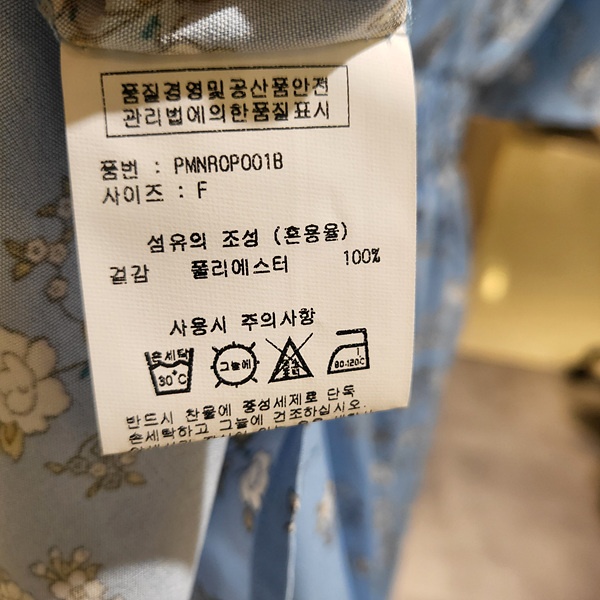 품질경영및공산품안전
관리법에의한품질표시
품번 : PMNROP001B
사이즈 : F
섬유의 조성 (혼용율)
겉감 폴리에스터 100%
사용시 주의사항
손세탁 그늘에
30℃ 80-120℃
반드시 찬물에 중성세제로 단독
손세탁하고 그늘에 건조하십시오.